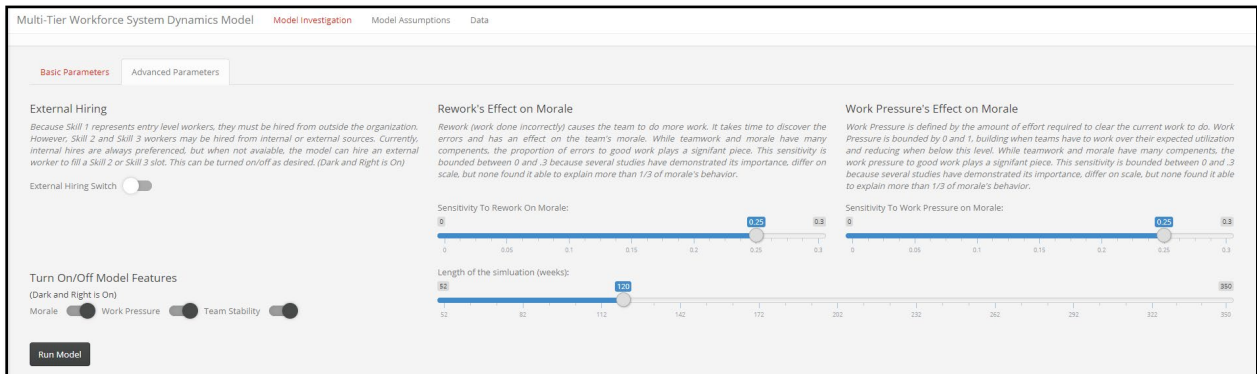 Multi-Tier Workforce System Dynamics Model Model Investigation Model Assumptions Data
Basic Parameters Advanced Parameters
External Hiring
Because Skill 1 represents entry level workers, they must be hired from outside the organization.
However, Skill 2 and Skill 3 workers may be hired from internal or external sources. Currently,
internal hires are always preferenced, but when not avaiable, the model can hire an external
worker to fill a Skill 2 or Skill 3 slot. This can be turned on/off as desired. (Dark and Right is On)
External Hiring Switch
Rework's Effect on Morale
Rework (work done incorrectly) causes the team to do more work. It takes time to discover the
errors and has an effect on the team's morale. While teamwork and morale have many
compenents, the proportion of errors to good work plays a signifant piece. This sensitivity is
bounded between 0 and .3 because several studies have demonstrated its importance, differ on
scale, but none found it able to explain more than 1/3 of morale's behavior.
Sensitivity To Rework On Morale:
0 0.25 0.3
0 0.05 0.1 0.15 0.2 0.25 0.3
Work Pressure's Effect on Morale
Work Pressure is defined by the amount of effort required to clear the current work to do. Work
Pressure is bounded by 0 and 1, building when teams have to work over their expected utilization
and reducing when below this level. While teamwork and morale have many compenents, the
work pressure to good work plays a signifant piece. This sensitivity is bounded between 0 and .3
because several studies have demonstrated its importance, differ on scale, but none found it able
to explain more than 1/3 of morale's behavior.
Sensitivity To Work Pressure on Morale:
0 0.25 0.3
0 0.05 0.1 0.15 0.2 0.25 0.3
Turn On/Off Model Features
(Dark and Right is On)
Morale Work Pressure Team Stability
Length of the simluation (weeks):
52 120 350
52 82 112 142 172 202 232 262 292 322 350
Run Model